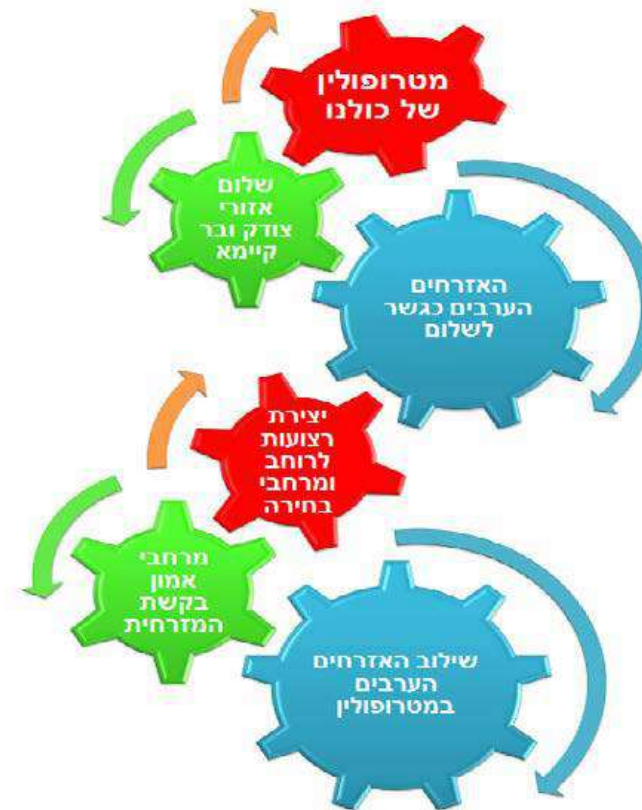 מטרופולין
של כולנו
שלום
אזורי
צודק ובר
קיימא
האזרחים
הערבים כגשר
לשלום
יצירת
רצועות
לרוחב
ומרחבי
בחירה
מרחבי
אמון
בקשת
המזרחית
שילוב האזרחים
הערבים
במטרופולין